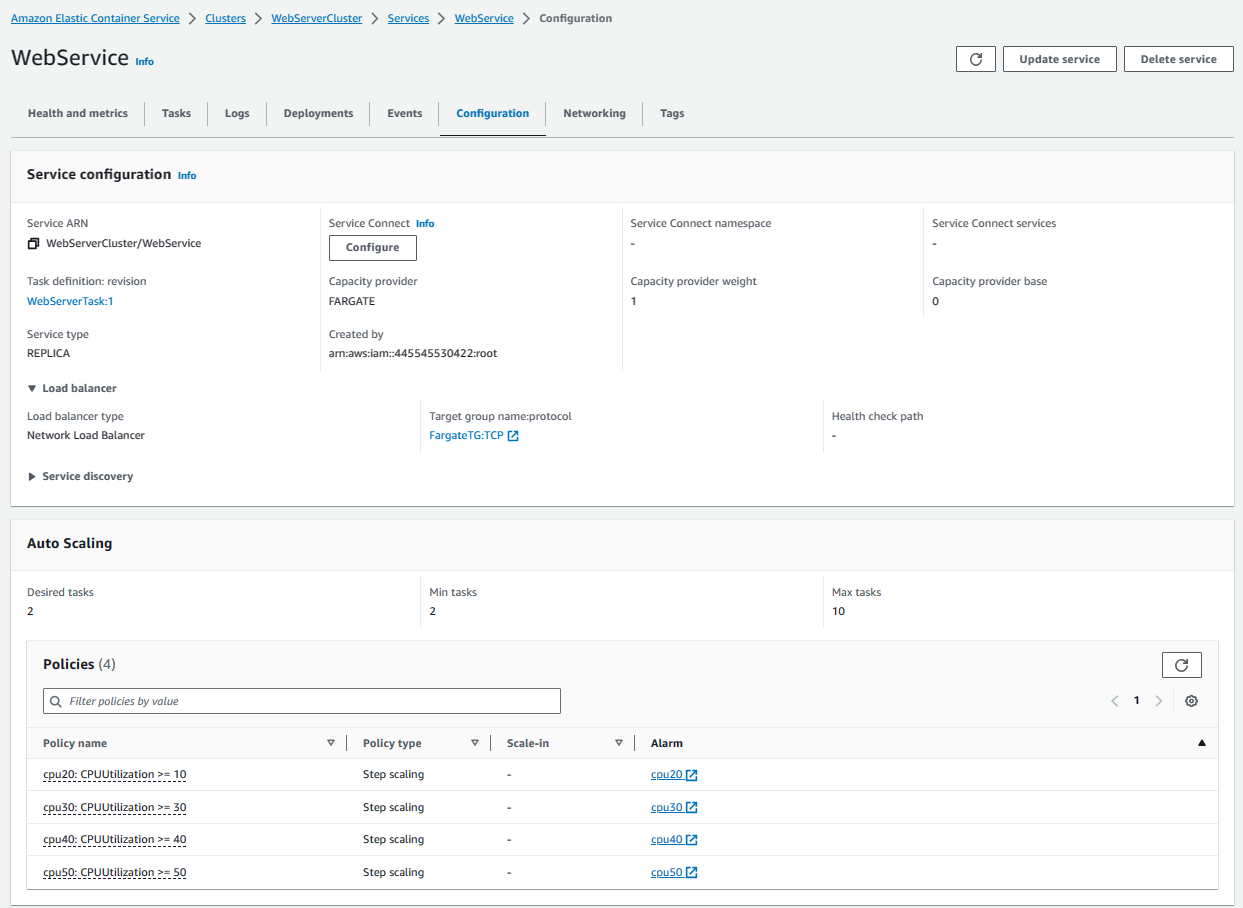 Amazon Elastic Container Service > Clusters > WebServerCluster > Services > WebService > Configuration
WebService Info
Update service Delete service
Health and metrics Tasks Logs Deployments Events Configuration Networking Tags
Service configuration Info
Service ARN Service Connect Info Service Connect namespace Service Connect services
WebServerCluster/WebService Configure - -
Task definition: revision Capacity provider Capacity provider weight Capacity provider base
WebServerTask:1 FARGATE 1 0
Service type Created by
REPLICA arn:aws:iam::445545530422:root
Load balancer
Load balancer type Target group name:protocol Health check path
Network Load Balancer FargateTG:TCP -
Service discovery
Auto Scaling
Desired tasks Min tasks Max tasks
2 2 10
Policies (4)
Filter policies by value 1
Policy name Policy type Scale-in Alarm
cpu20: CPUUtilization >= 10 Step scaling - cpu20
cpu30: CPUUtilization >= 30 Step scaling - cpu30
cpu40: CPUUtilization >= 40 Step scaling - cpu40
cpu50: CPUUtilization >= 50 Step scaling - cpu50